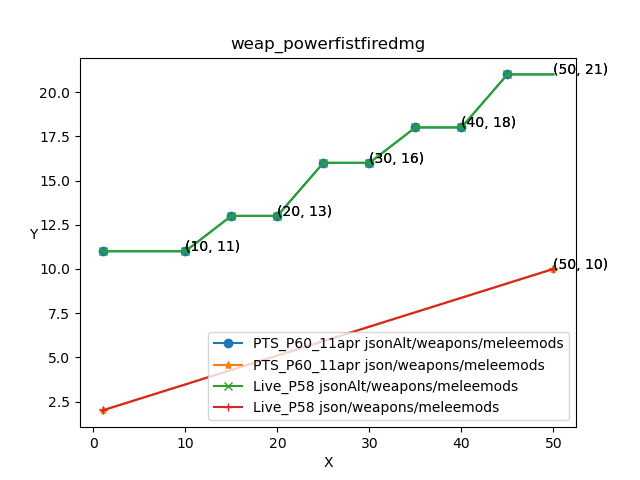 weap_powerfistfiredmg
(50, 21)
20.0
(40, 18)
17.5
(30, 16)
15.0
(20, 13)
12.5
Y
(10, 11)
10.0
(50, 10)
7.5
5.0
2.5
PTS_P60_11apr jsonAlt/weapons/meleemods
PTS_P60_11apr json/weapons/meleemods
Live_P58 jsonAlt/weapons/meleemods
Live_P58 json/weapons/meleemods
0 10 20 30 40 50
X